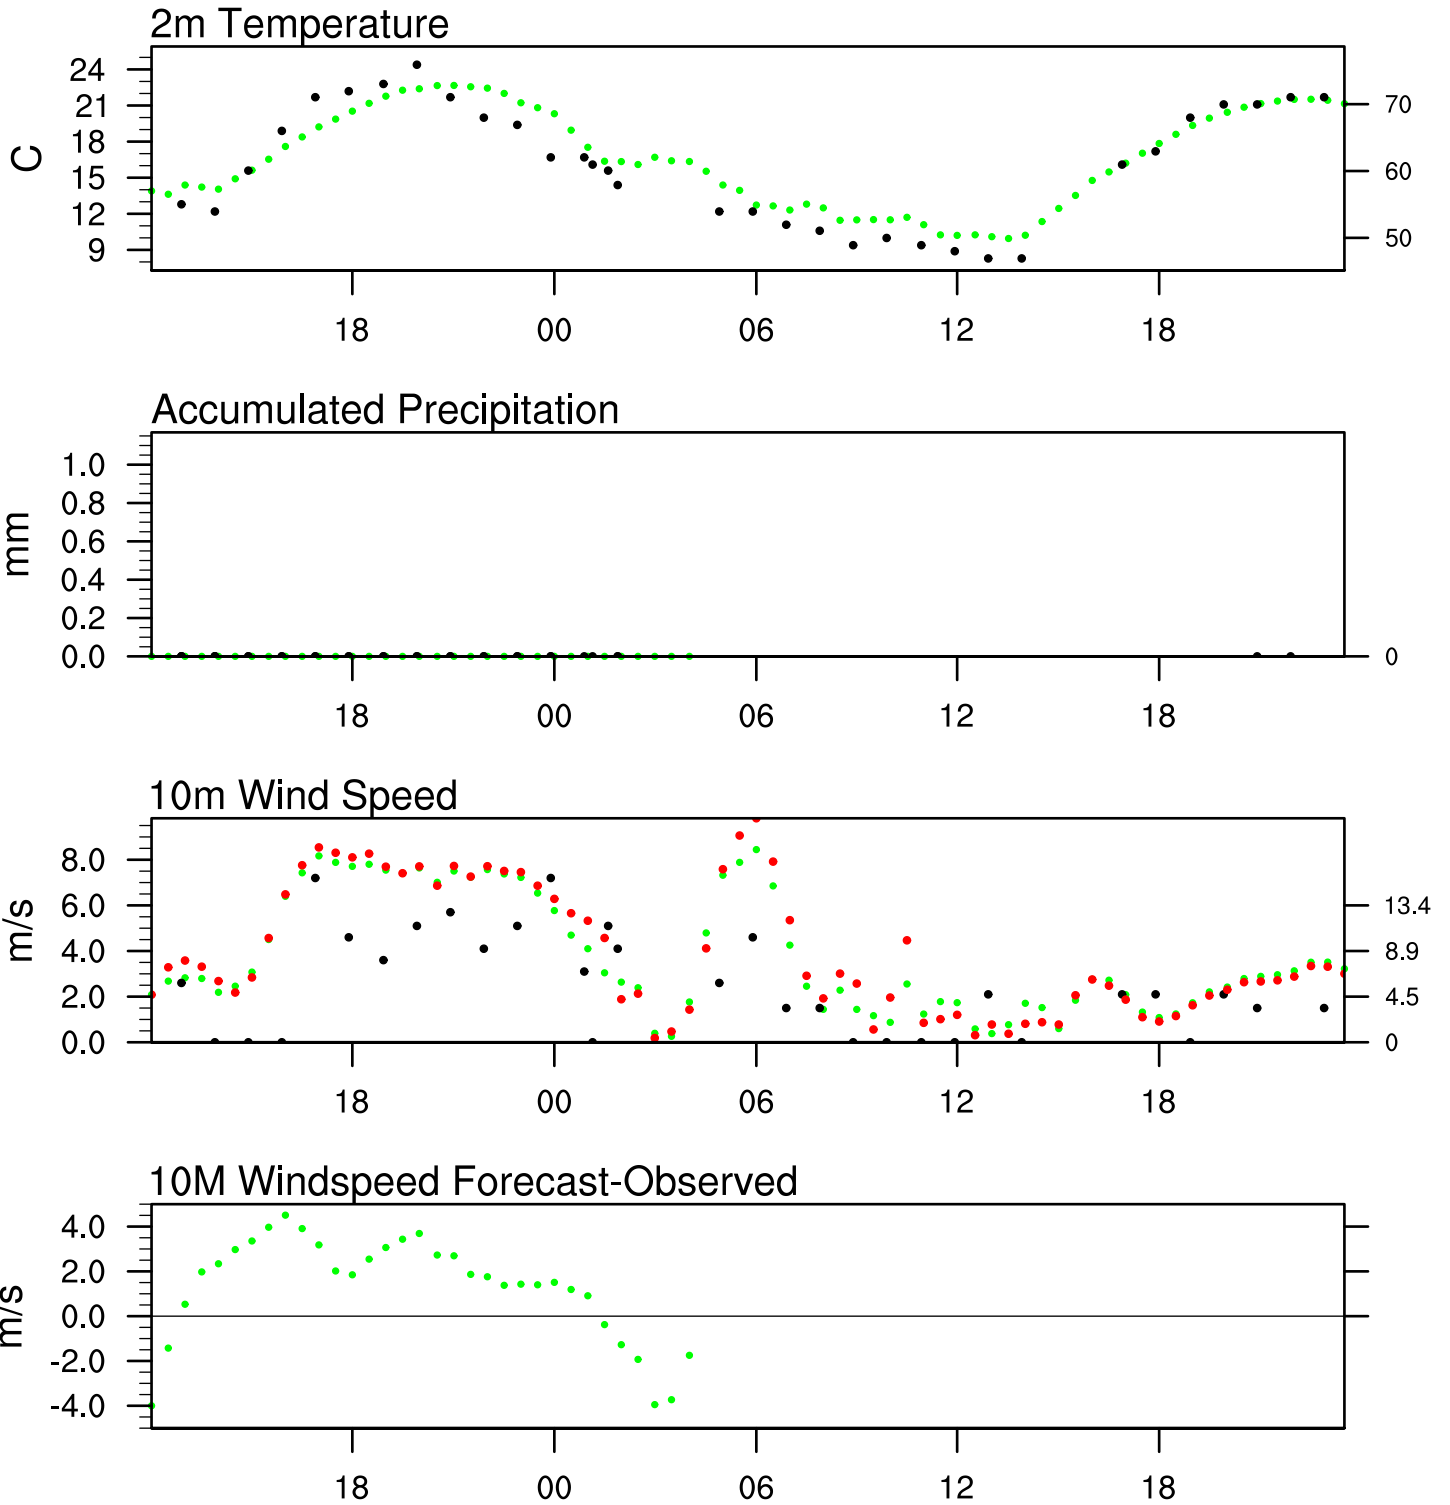 2m Temperature
24
21
18
15
12
9
C
70
60
50
18 00 06 12 18
Accumulated Precipitation
1.0
0.8
0.6
0.4
0.2
0.0
mm
0
18 00 06 12 18
10m Wind Speed
8.0
6.0
4.0
2.0
0.0
m/s
13.4
8.9
4.5
0
18 00 06 12 18
10M Windspeed Forecast-Observed
4.0
2.0
0.0
-2.0
-4.0
m/s
18 00 06 12 18